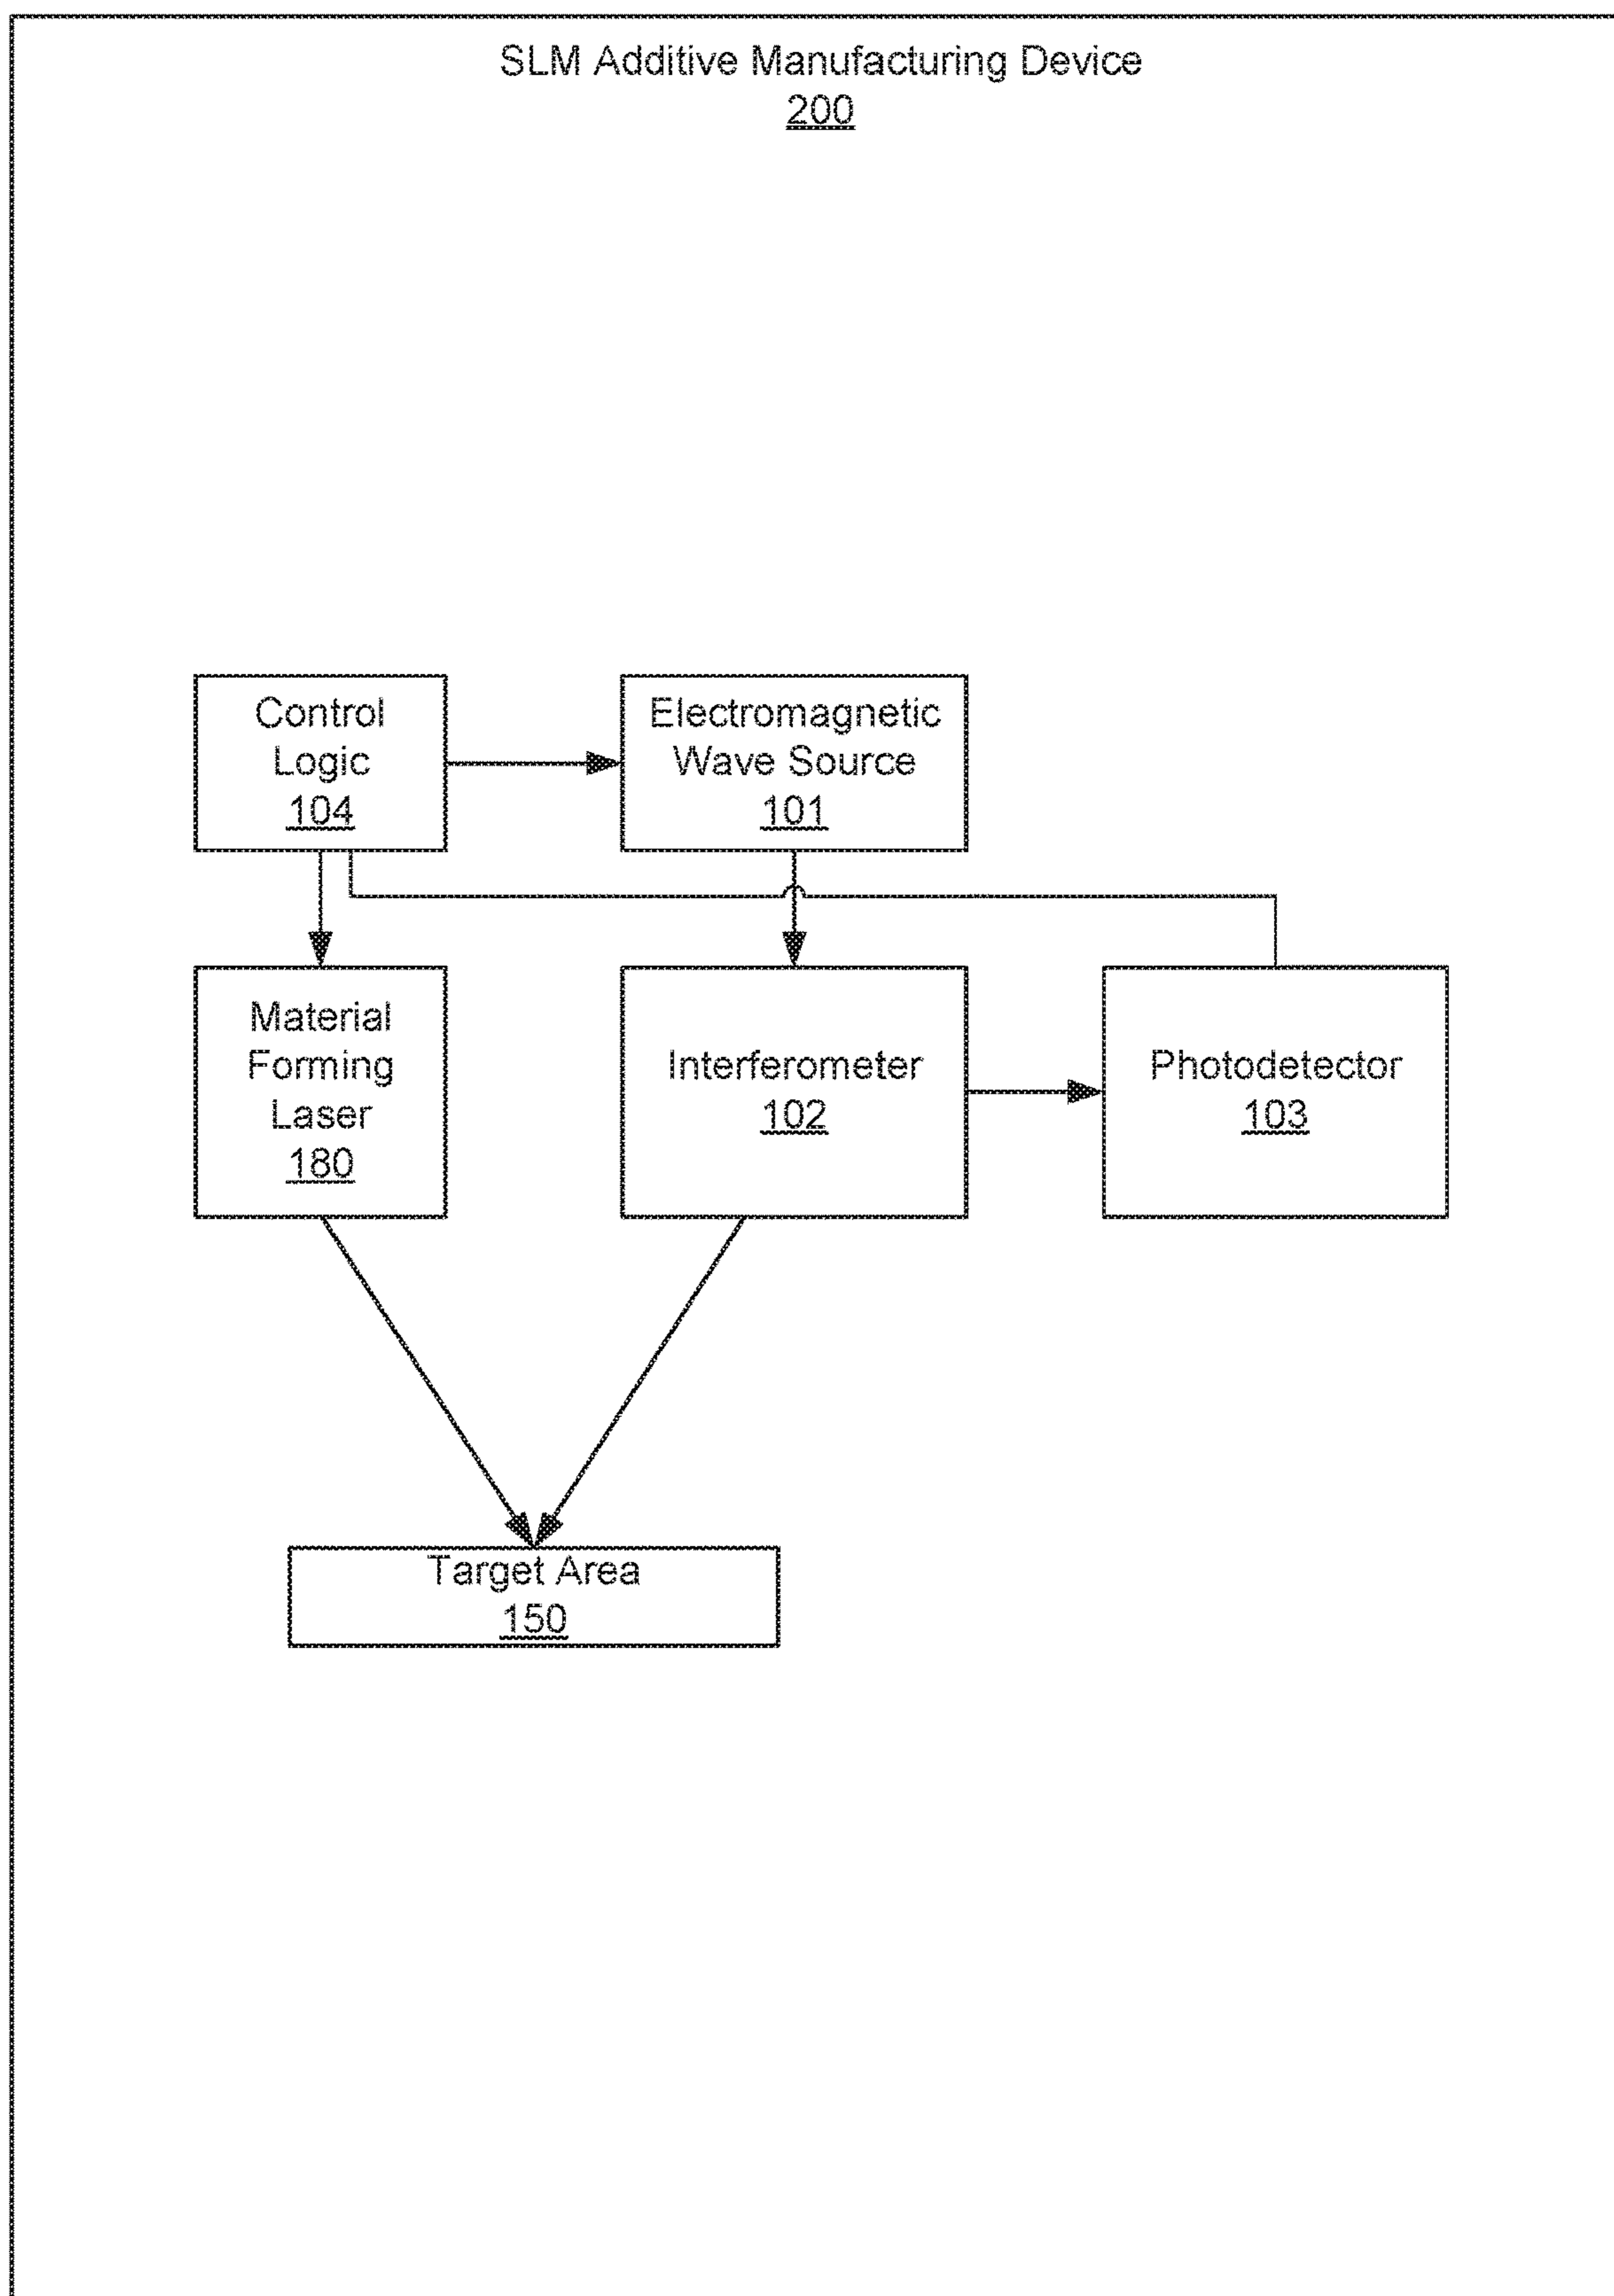 SLM Additive Manufacturing Device
200
Control
Logic
104
Electromagnetic
Wave Source
101
Material
Forming
Laser
180
Interferometer
102
Photodetector
103
Target Area
150